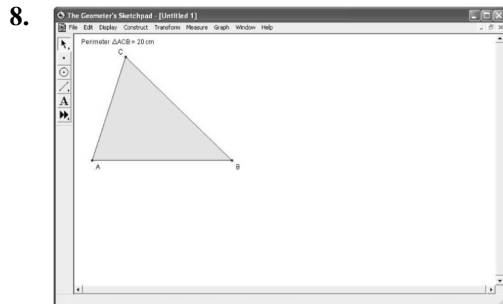 8.
The Geometer's Sketchpad - [Untitled 1]
File Edit Display Construct Transform Measure Graph Window Help
Perimeter △ACB = 20 cm
C
A
A B